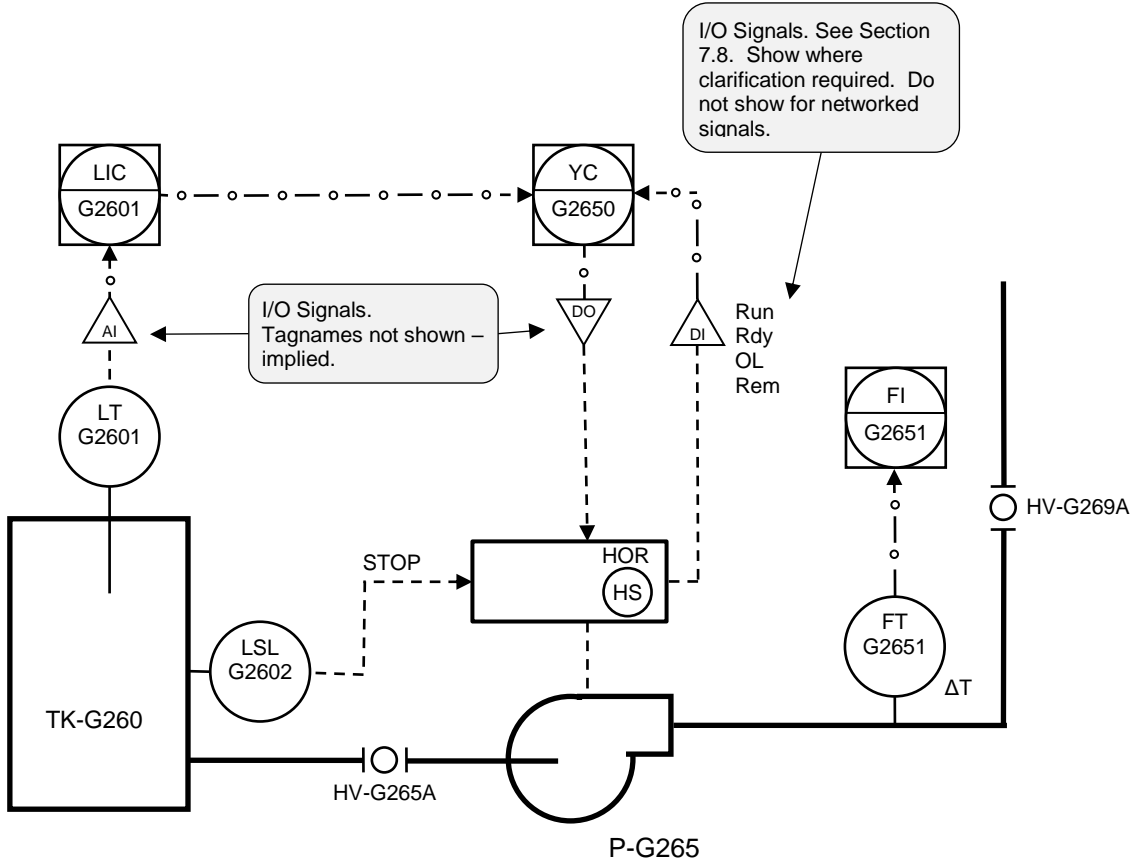 I/O Signals. See Section
7.8. Show where
clarification required. Do
not show for networked
signals.
LIC
G2601
YC
G2650
I/O Signals.
Tagnames not shown –
implied.
AI
DO
DI
Run
Rdy
OL
Rem
LT
G2601
FI
G2651
HV-G269A
STOP
HOR
HS
LSL
G2602
FT
G2651
ΔT
TK-G260
HV-G265A
P-G265